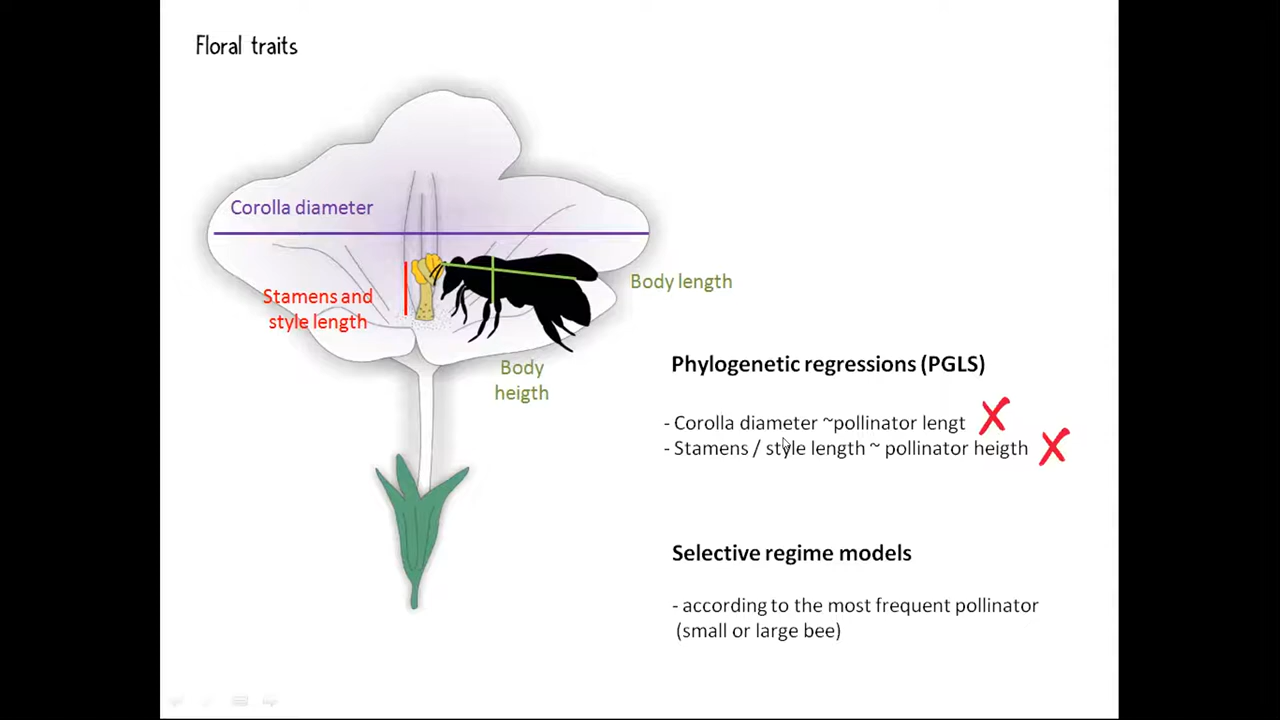 Floral traits
Corolla diameter
Stamens and
style length
Body length
Body
heigth
Phylogenetic regressions (PGLS)
- Corolla diameter ~pollinator lengt
- Stamens / style length ~ pollinator heigth
Selective regime models
- according to the most frequent pollinator
(small or large bee)